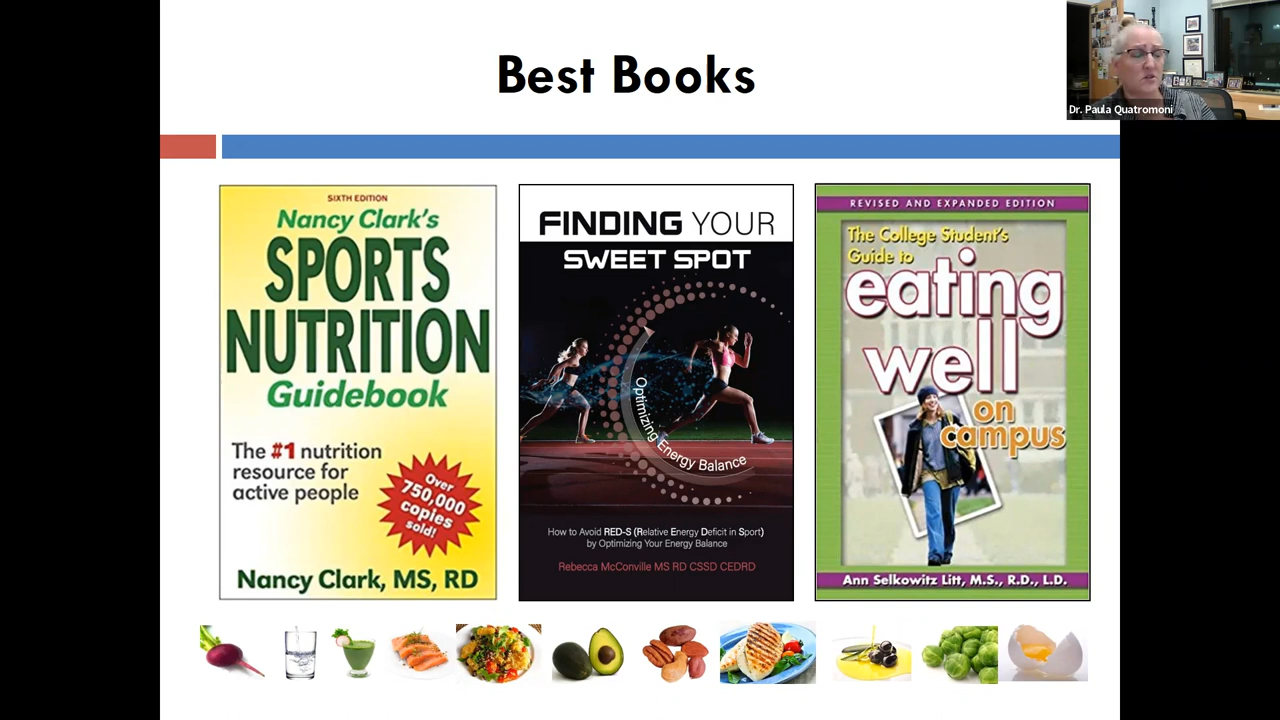 Best Books
Dr. Paula Quatromoni
SIXTH EDITION
Nancy Clark's
SPORTS
NUTRITION
Guidebook
The #1 nutrition
resource for
active people
Over
750,000
copies
sold!
Nancy Clark, MS, RD
FINDING YOUR
SWEET SPOT
Optimizing Energy Balance
How to Avoid RED-S (Relative Energy Deficit in Sport)
by Optimizing Your Energy Balance
Rebecca McConville MS RD CSSD CEDRD
REVISED AND EXPANDED EDITION
The College Student's
Guide to
eating
well
on
campus
Ann Selkowitz Litt, M.S., R.D., L.D.